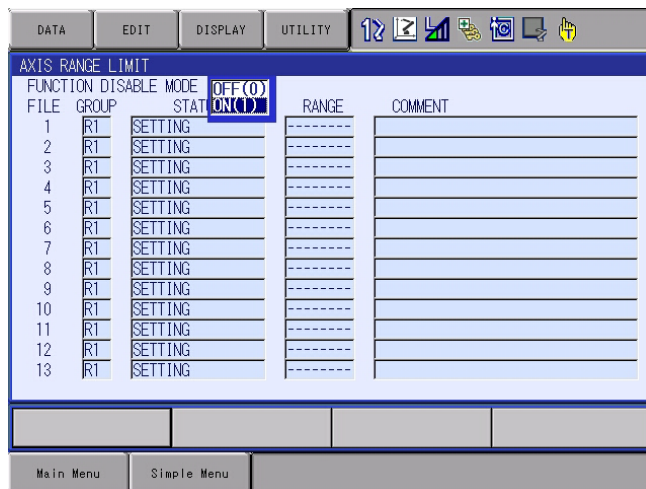 DATA EDIT DISPLAY UTILITY
AXIS RANGE LIMIT
FUNCTION DISABLE MODE OFF(0)
ON(1)
FILE GROUP STATU RANGE COMMENT
1 R1 SETTING --------
2 R1 SETTING --------
3 R1 SETTING --------
4 R1 SETTING --------
5 R1 SETTING --------
6 R1 SETTING --------
7 R1 SETTING --------
8 R1 SETTING --------
9 R1 SETTING --------
10 R1 SETTING --------
11 R1 SETTING --------
12 R1 SETTING --------
13 R1 SETTING --------
Main Menu Simple Menu